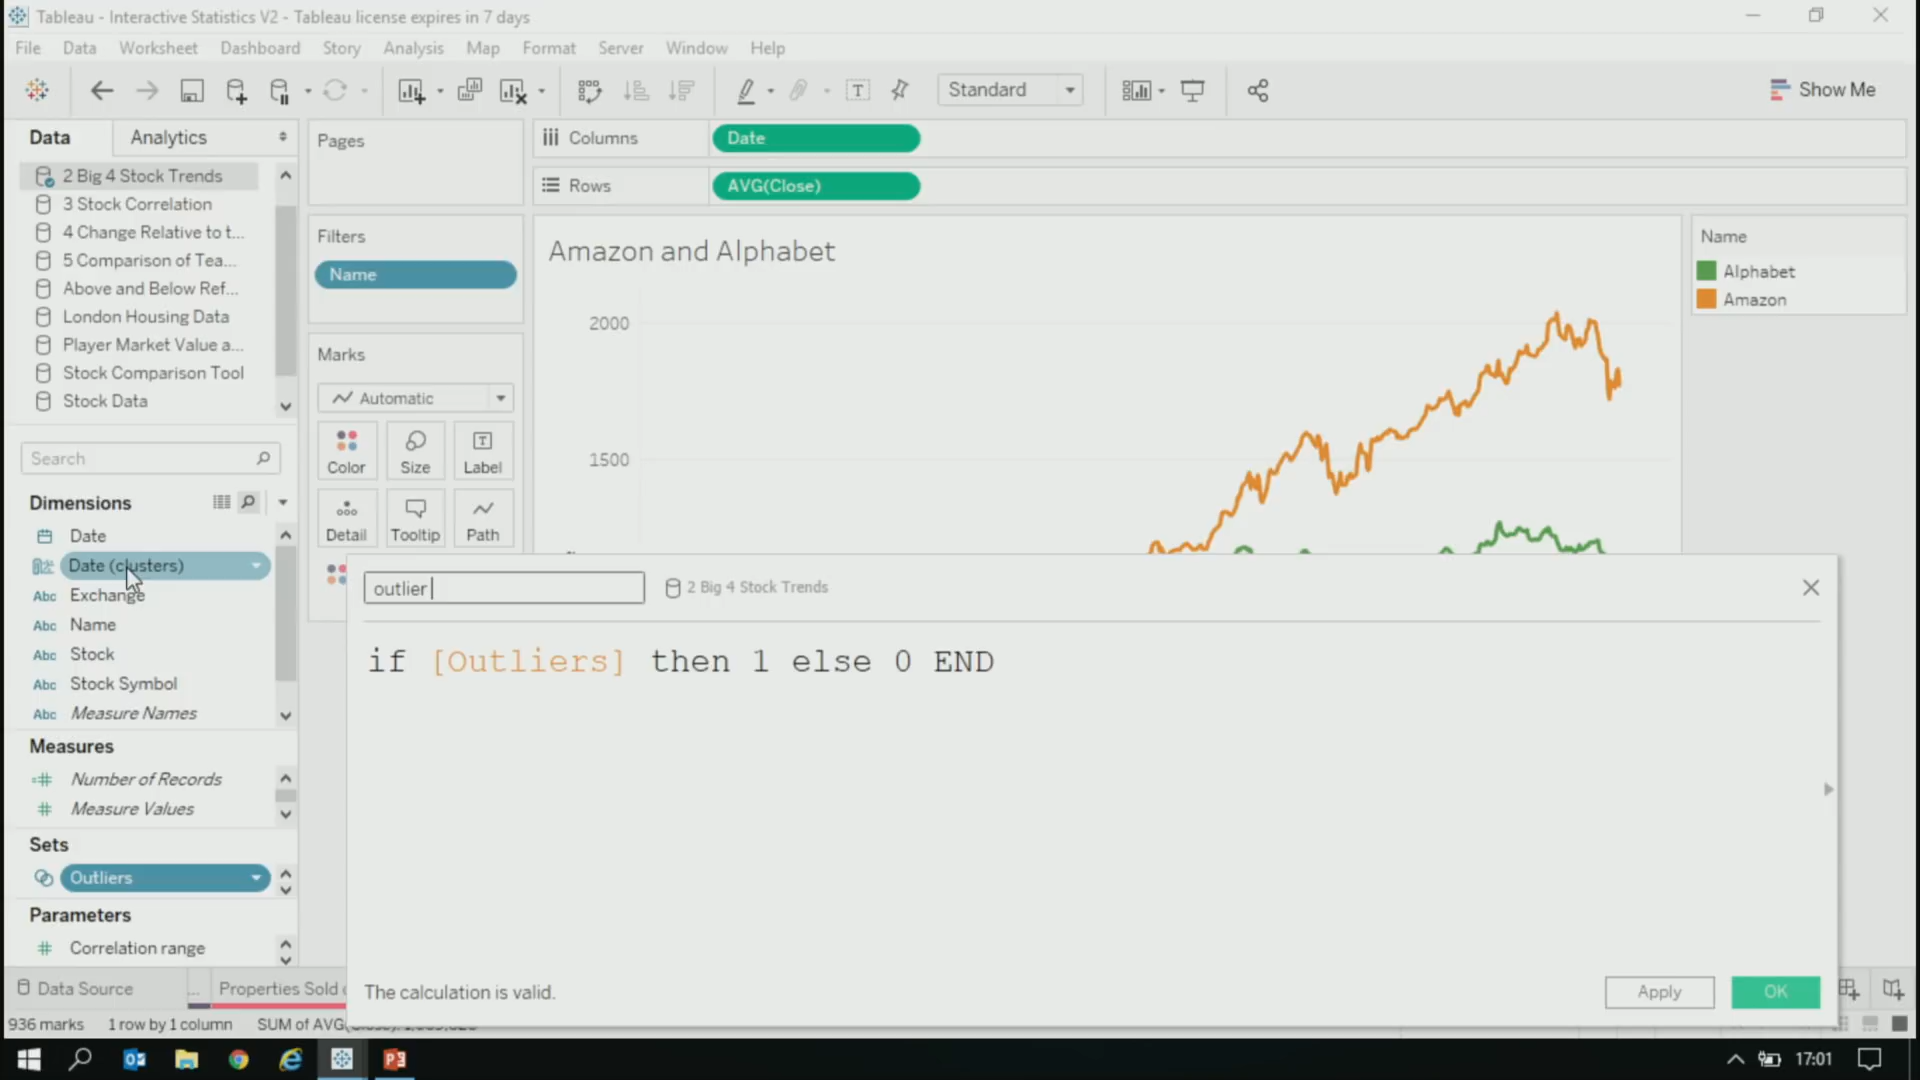 Tableau - Interactive Statistics V2 - Tableau license expires in 7 days
File Data Worksheet Dashboard Story Analysis Map Format Server Window Help
Standard
Show Me
Data Analytics
2 Big 4 Stock Trends
3 Stock Correlation
4 Change Relative to t...
5 Comparison of Tea...
Above and Below Ref...
London Housing Data
Player Market Value a...
Stock Comparison Tool
Stock Data
Search
Dimensions
Date
Date (clusters)
Abc Exchange
Abc Name
Abc Stock
Abc Stock Symbol
Abc Measure Names
Measures
Number of Records
Measure Values
Sets
Outliers
Parameters
Correlation range
Pages
Filters
Name
Marks
Automatic
Color Size Label
Detail Tooltip Path
Columns Date
Rows AVG(Close)
Amazon and Alphabet
2000
1500
Name
Alphabet
Amazon
outlier
2 Big 4 Stock Trends
if [Outliers] then 1 else 0 END
The calculation is valid.
Apply OK
Data Source ... Properties Sold
936 marks 1 row by 1 column SUM of
17:01